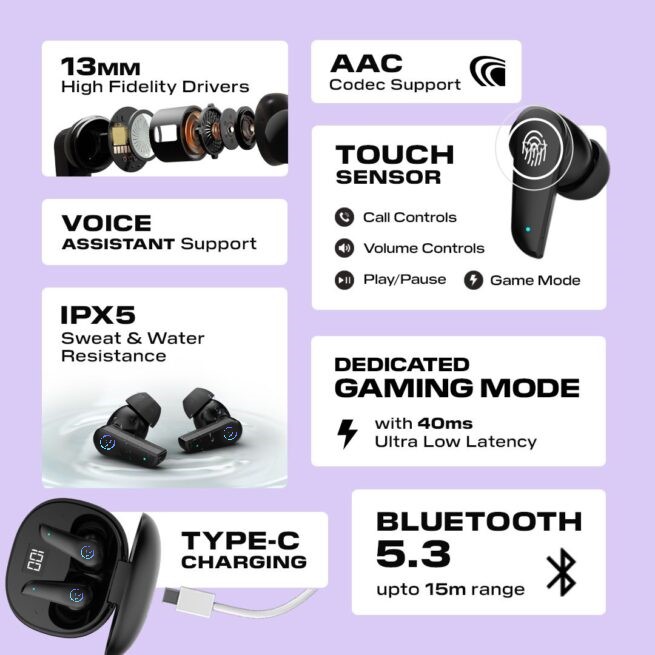 13MM
High Fidelity Drivers
AAC
Codec Support
TOUCH
SENSOR
Call Controls
Volume Controls
Play/Pause
Game Mode
VOICE
ASSISTANT Support
IPX5
Sweat & Water
Resistance
DEDICATED
GAMING MODE
with 40ms
Ultra Low Latency
100
TYPE-C
CHARGING
BLUETOOTH
5.3
upto 15m range